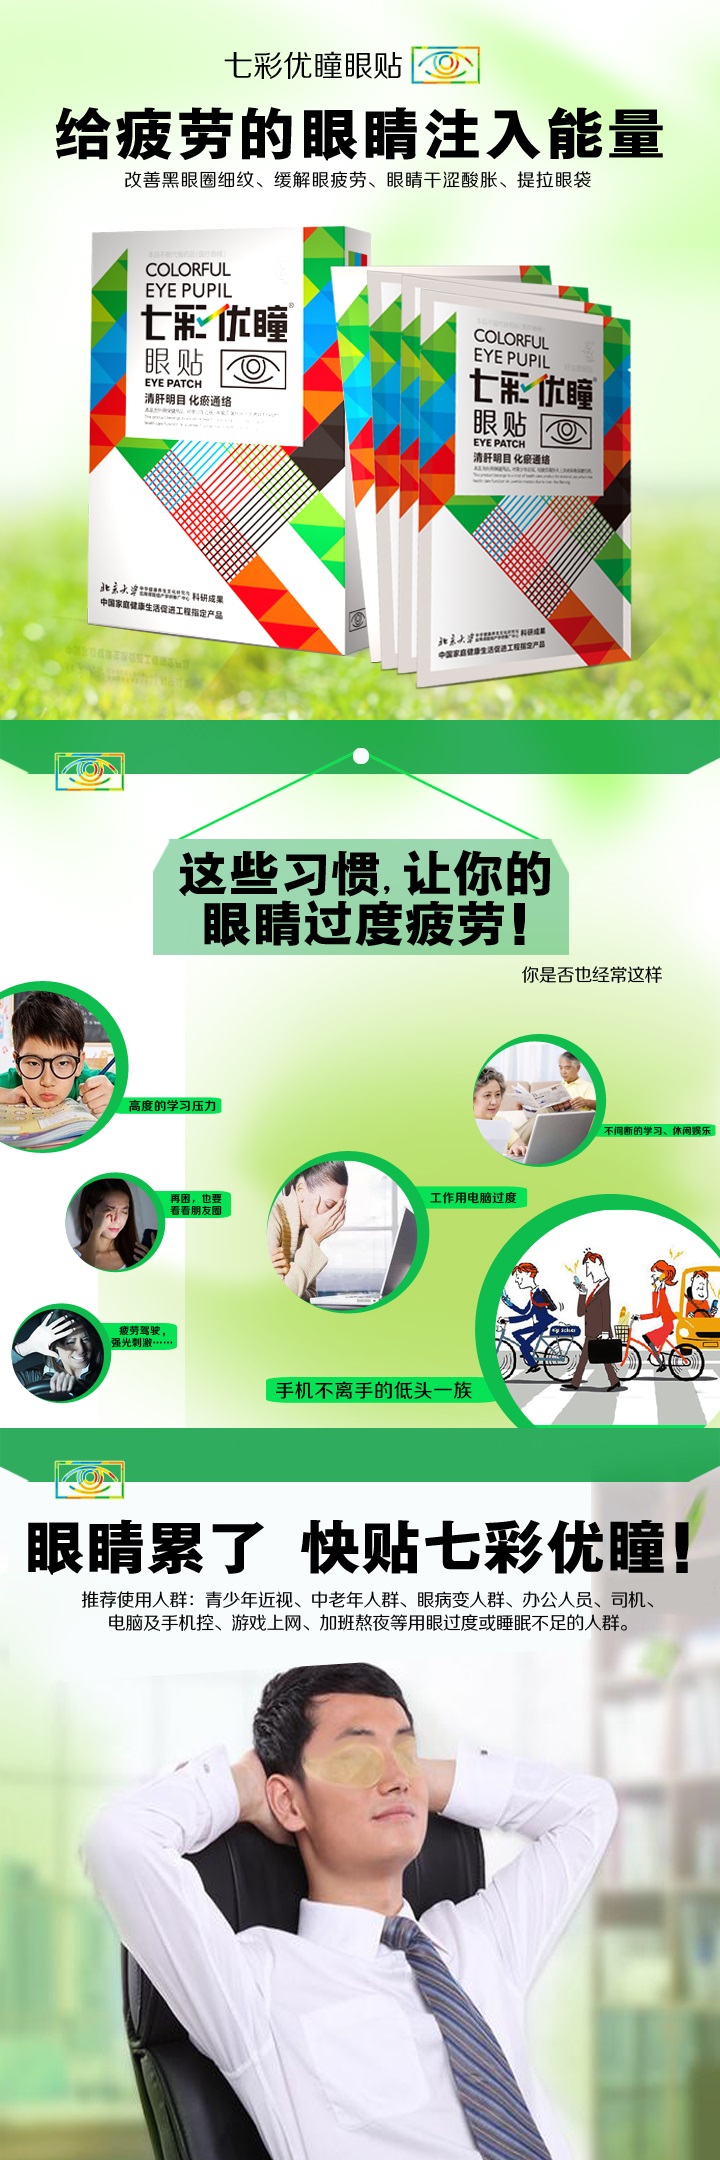 七彩优瞳眼贴
给疲劳的眼睛注入能量
改善黑眼圈细纹、缓解眼疲劳、眼睛干涩酸胀、提拉眼袋
COLORFUL
EYE PUPIL
七彩优瞳®
眼贴
EYE PATCH
清肝明目 化瘀通络
北京大学
科研成果
中国家庭健康生活促进工程指定产品
COLORFUL
EYE PUPIL
七彩优瞳®
眼贴
EYE PATCH
清肝明目 化瘀通络
北京大学
科研成果
中国家庭健康生活促进工程指定产品
这些习惯,让你的
眼睛过度疲劳!
你是否也经常这样
高度的学习压力
不间断的学习、休闲娱乐
再困，也要
看看朋友圈
工作用电脑过度
疲劳驾驶，
强光刺激……
手机不离手的低头一族
眼睛累了 快贴七彩优瞳!
推荐使用人群：青少年近视、中老年人群、眼病变人群、办公人员、司机、
电脑及手机控、游戏上网、加班熬夜等用眼过度或睡眠不足的人群。